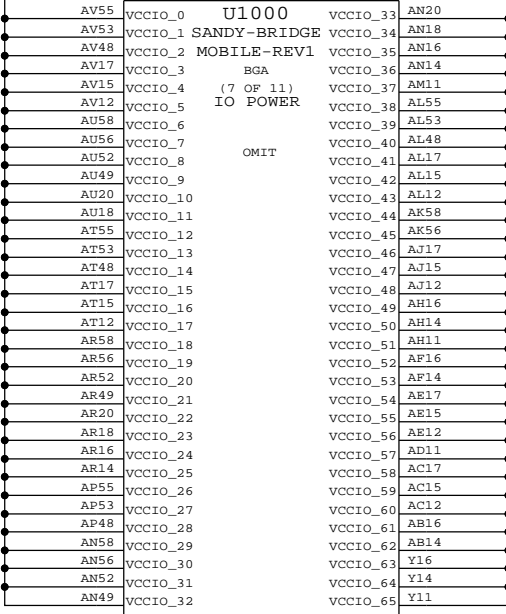 AV55 VCCIO_0 U1000 VCCIO_33 AN20
AV53 VCCIO_1 SANDY-BRIDGE VCCIO_34 AN18
AV48 VCCIO_2 MOBILE-REV1 VCCIO_35 AN16
AV17 VCCIO_3 BGA VCCIO_36 AN14
AV15 VCCIO_4 (7 OF 11) VCCIO_37 AM11
AV12 VCCIO_5 IO POWER VCCIO_38 AL55
AU58 VCCIO_6 VCCIO_39 AL53
AU56 VCCIO_7 VCCIO_40 AL48
AU52 VCCIO_8 OMIT VCCIO_41 AL17
AU49 VCCIO_9 VCCIO_42 AL15
AU20 VCCIO_10 VCCIO_43 AL12
AU18 VCCIO_11 VCCIO_44 AK58
AT55 VCCIO_12 VCCIO_45 AK56
AT53 VCCIO_13 VCCIO_46 AJ17
AT48 VCCIO_14 VCCIO_47 AJ15
AT17 VCCIO_15 VCCIO_48 AJ12
AT15 VCCIO_16 VCCIO_49 AH16
AT12 VCCIO_17 VCCIO_50 AH14
AR58 VCCIO_18 VCCIO_51 AH11
AR56 VCCIO_19 VCCIO_52 AF16
AR52 VCCIO_20 VCCIO_53 AF14
AR49 VCCIO_21 VCCIO_54 AE17
AR20 VCCIO_22 VCCIO_55 AE15
AR18 VCCIO_23 VCCIO_56 AE12
AR16 VCCIO_24 VCCIO_57 AD11
AR14 VCCIO_25 VCCIO_58 AC17
AP55 VCCIO_26 VCCIO_59 AC15
AP53 VCCIO_27 VCCIO_60 AC12
AP48 VCCIO_28 VCCIO_61 AB16
AN58 VCCIO_29 VCCIO_62 AB14
AN56 VCCIO_30 VCCIO_63 Y16
AN52 VCCIO_31 VCCIO_64 Y14
AN49 VCCIO_32 VCCIO_65 Y11